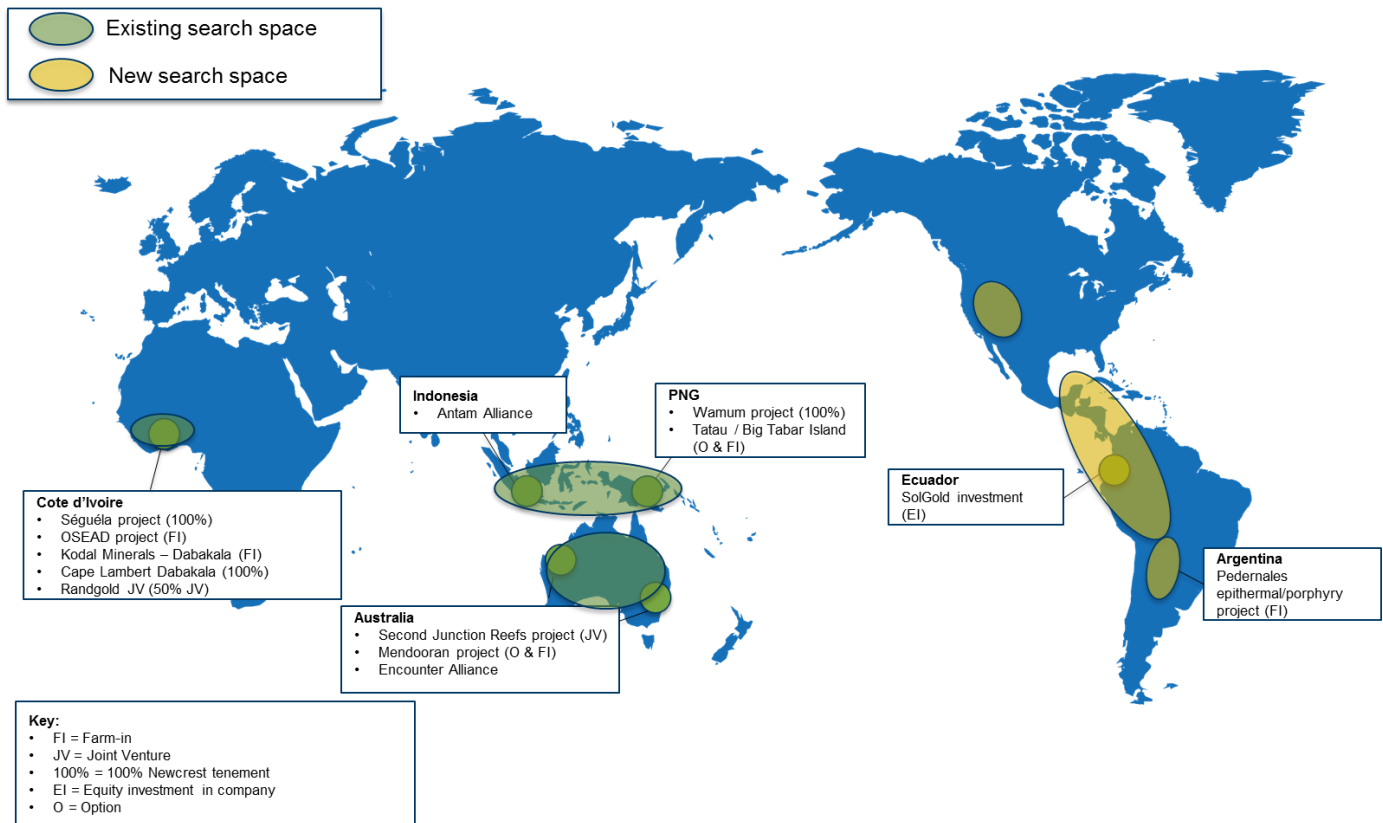 Existing search space
New search space
Indonesia
• Antam Alliance
PNG
• Wamum project (100%)
• Tatau / Big Tabar Island
(O & FI)
Ecuador
SolGold investment
(EI)
Cote d'Ivoire
• Séguéla project (100%)
• OSEAD project (FI)
• Kodal Minerals – Dabakala (FI)
• Cape Lambert Dabakala (100%)
• Randgold JV (50% JV)
Argentina
Pedernales
epithermal/porphyry
project (FI)
Australia
• Second Junction Reefs project (JV)
• Mendooran project (O & FI)
• Encounter Alliance
Key:
• FI = Farm-in
• JV = Joint Venture
• 100% = 100% Newcrest tenement
• EI = Equity investment in company
• O = Option